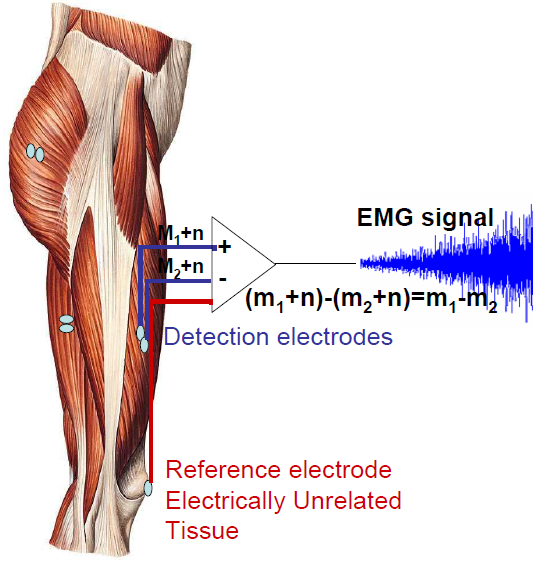 EMG signal
M₁+n
+
M₂+n
-
(m₁+n)-(m₂+n)=m₁-m₂
Detection electrodes
Reference electrode
Electrically Unrelated
Tissue